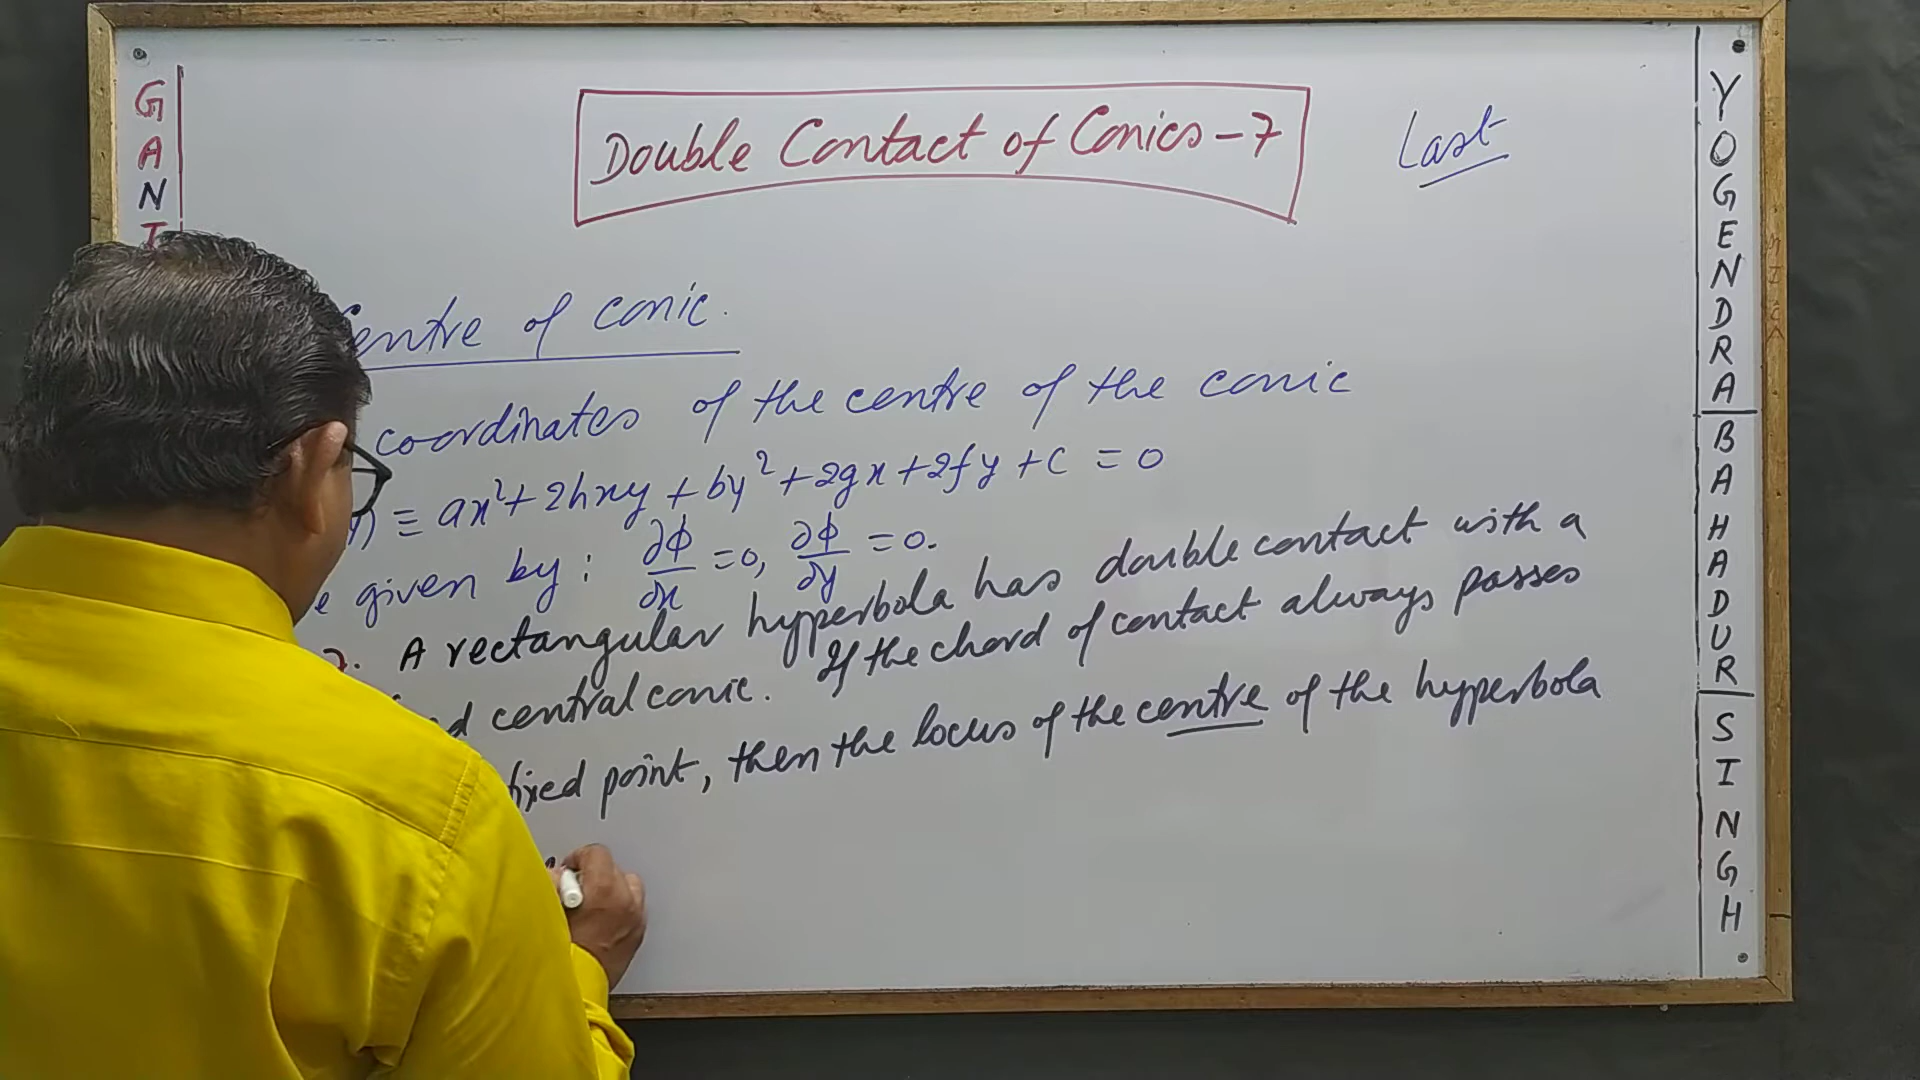 Double Contact of Conics-7
Last
G
A
N
I
entre of conic.
coordinates of the centre of the conic
≡ ax²+2hxy+by²+2gx+2fy+c = 0
e given by: ∂ϕ/∂x =0, ∂ϕ/∂y =0.
7. A rectangular hyperbola has double contact with a
central conic. If the chord of contact always passes
fixed point, then the locus of the centre of the hyperbola
Y
O
G
E
N
D
R
A
B
A
H
A
D
U
R
S
I
N
G
H